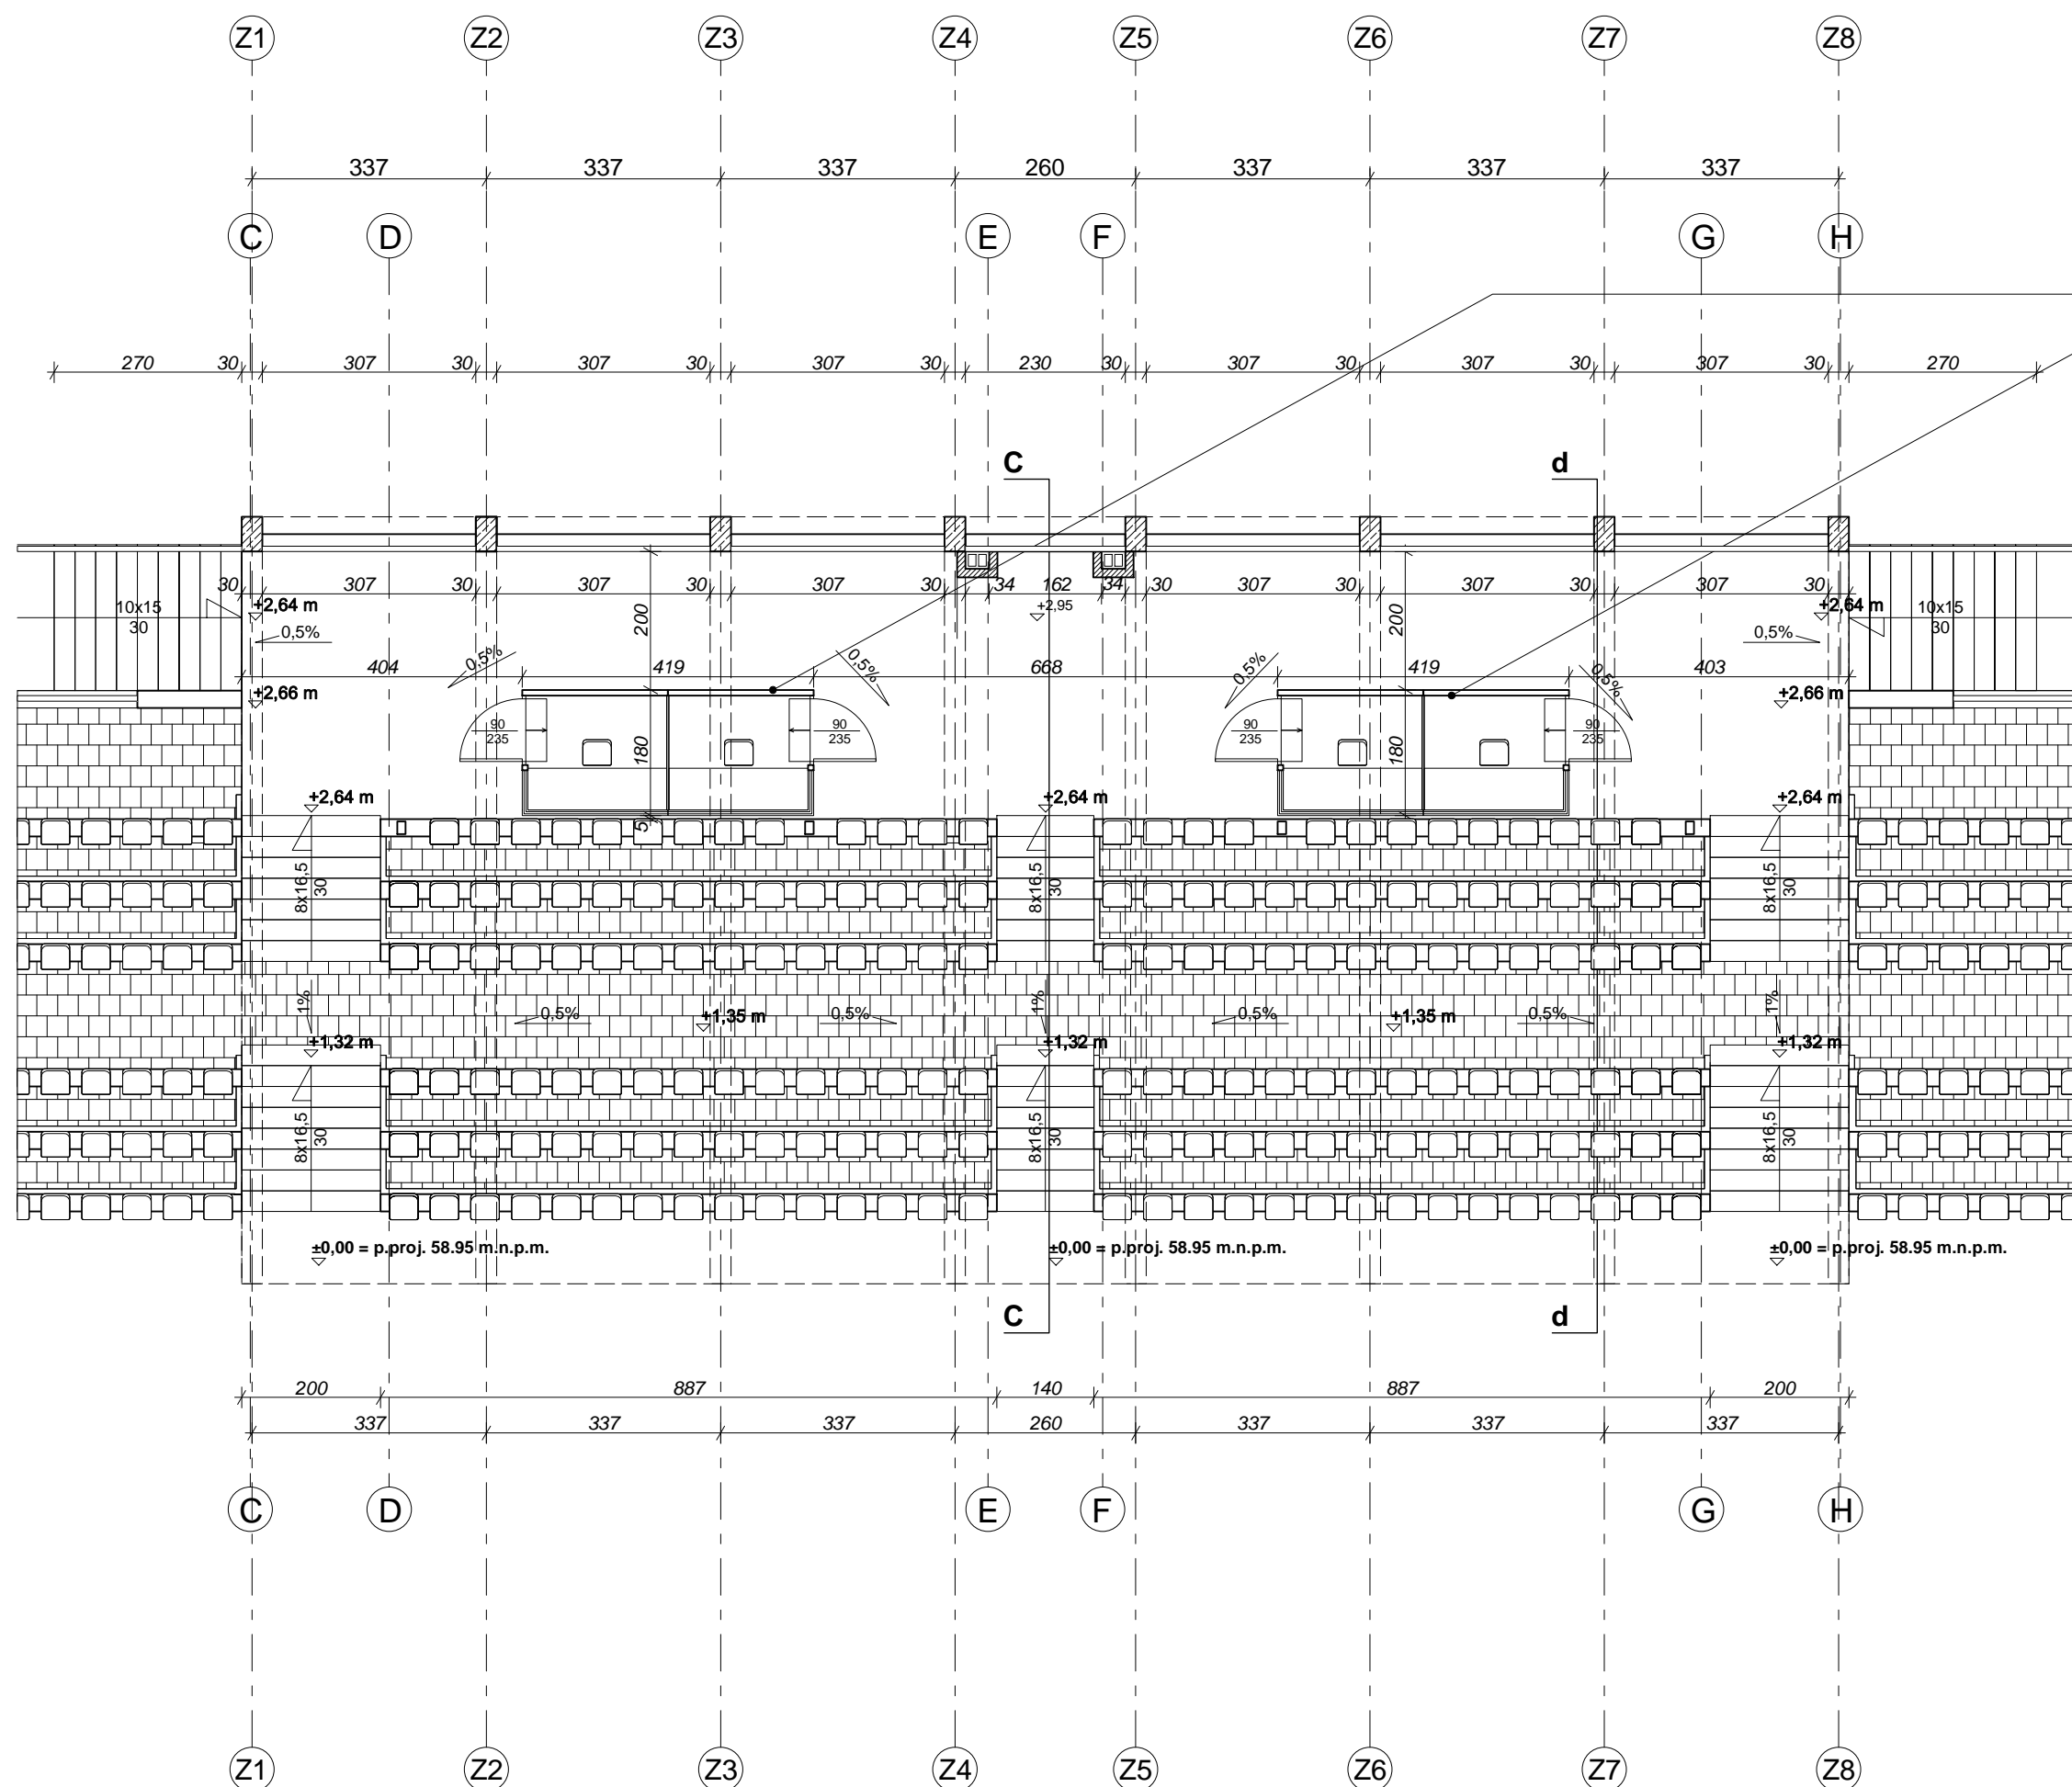 Z1 Z2 Z3 Z4 Z5 Z6 Z7 Z8
337 337 337 260 337 337 337
C D E F G H
270 30 307 30 307 30 307 30 230 30 307 30 307 30 307 30 270
C d
30 307 30 307 30 307 30 34 162 34 30 307 30 307 30 307 30
10x15
30
+2,64 m
0,5%
200
+2,95
200
+2,64 m
0,5%
10x15
30
404 0,5% 419 0,5% 668 0,5% 419 0,5% 403
+2,66 m +2,66 m
90
235
180
90
235
90
235
180
90
235
+2,64 m +2,64 m +2,64 m
5
8x16,5
30
8x16,5
30
8x16,5
30
1% 0,5% +1,35 m 0,5% 1% 0,5% +1,35 m 0,5% 1%
+1,32 m +1,32 m +1,32 m
8x16,5
30
8x16,5
30
8x16,5
30
±0,00 = p.proj. 58.95 m.n.p.m. ±0,00 = p.proj. 58.95 m.n.p.m. ±0,00 = p.proj. 58.95 m.n.p.m.
C d
200 887 140 887 200
337 337 337 260 337 337 337
C D E F G H
Z1 Z2 Z3 Z4 Z5 Z6 Z7 Z8